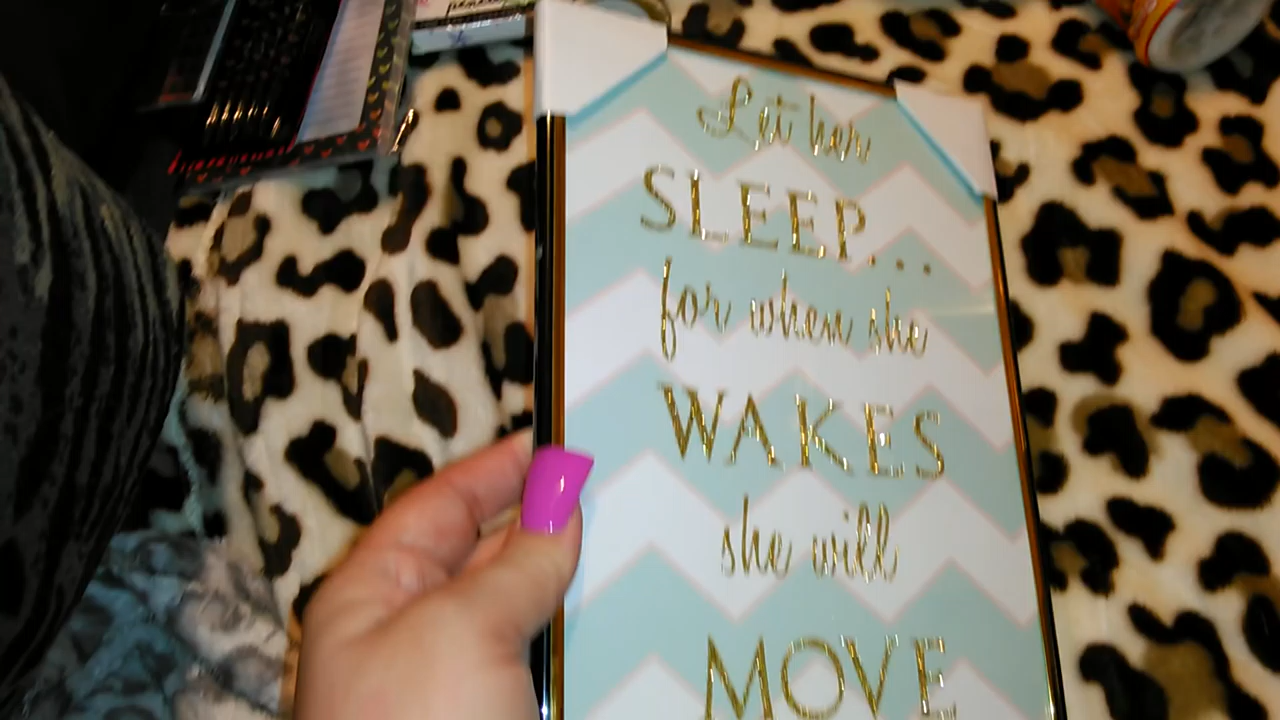 Let her
SLEEP...
for when she
WAKES
she will
MOVE